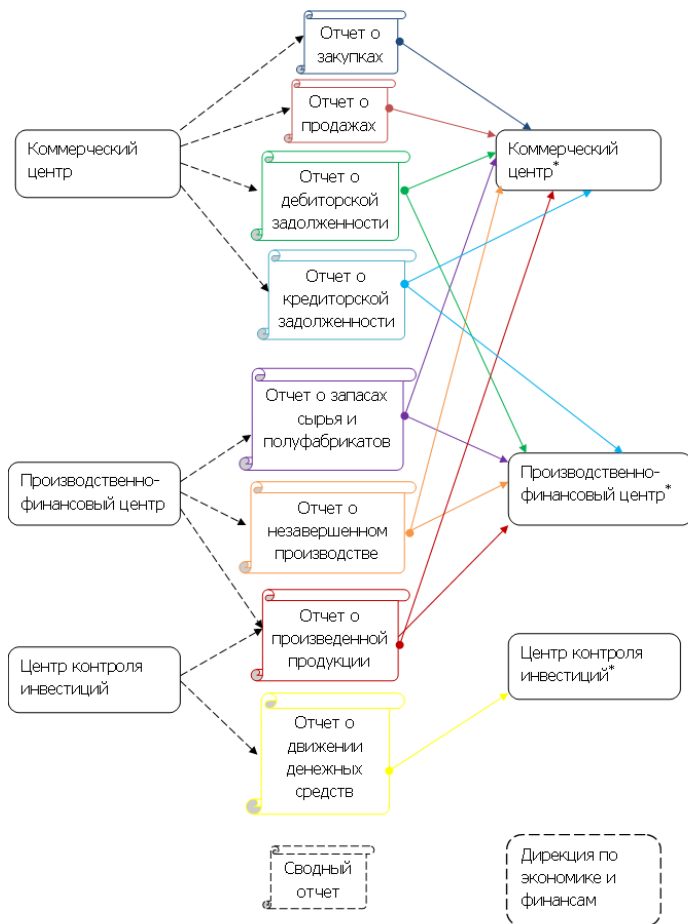 Отчет о
закупках
Отчет о
продажах
Коммерческий
центр
Коммерческий
центр*
Отчет о
дебиторской
задолженности
Отчет о
кредиторской
задолженности
Отчет о запасах
сырья и
полуфабрикатов
Производственно-
финансовый центр
Производственно-
финансовый центр*
Отчет о
незавершенном
производстве
Отчет о
произведенной
продукции
Центр контроля
инвестиций
Центр контроля
инвестиций*
Отчет о
движении
денежных
средств
Сводный
отчет
Дирекция по
экономике и
финансам